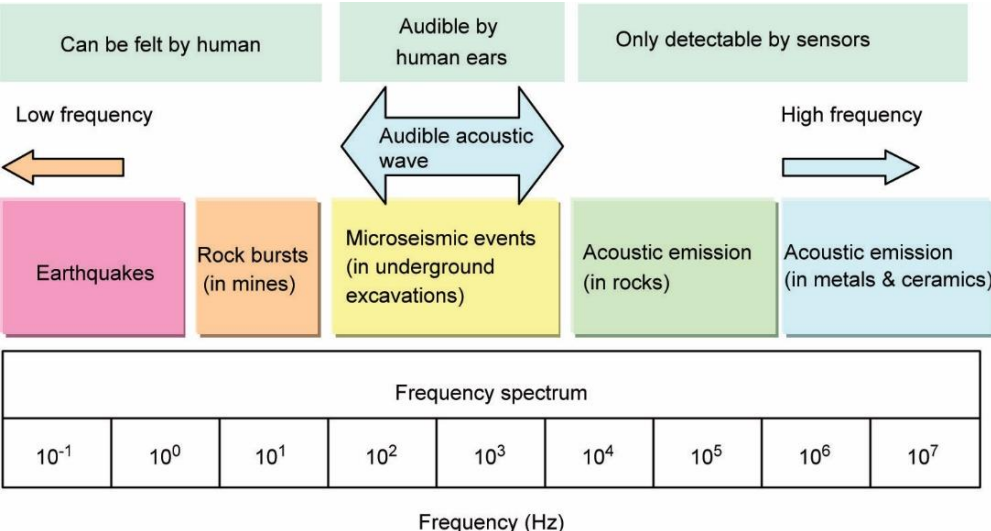 Can be felt by human
Audible by
human ears
Only detectable by sensors
Low frequency
Audible acoustic
wave
High frequency
Earthquakes
Rock bursts
(in mines)
Microseismic events
(in underground
excavations)
Acoustic emission
(in rocks)
Acoustic emission
(in metals & ceramics)
Frequency spectrum
10⁻¹ 10⁰ 10¹ 10² 10³ 10⁴ 10⁵ 10⁶ 10⁷
Frequency (Hz)